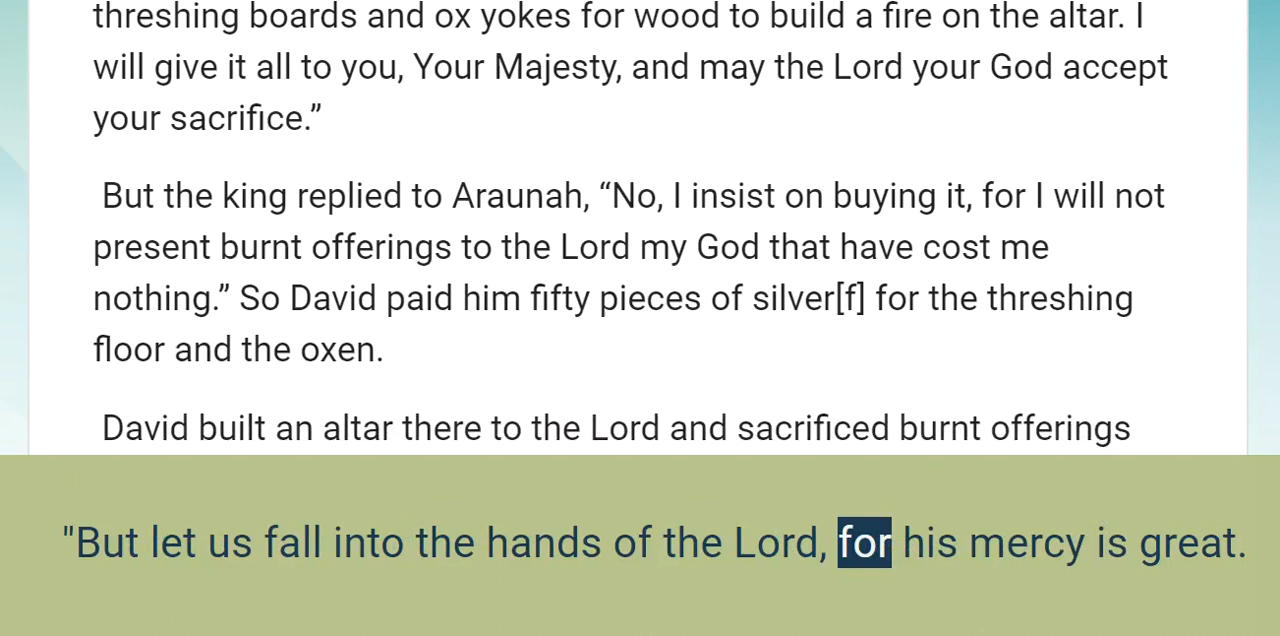 threshing boards and ox yokes for wood to build a fire on the altar. I
will give it all to you, Your Majesty, and may the Lord your God accept
your sacrifice.”
But the king replied to Araunah, “No, I insist on buying it, for I will not
present burnt offerings to the Lord my God that have cost me
nothing.” So David paid him fifty pieces of silver[f] for the threshing
floor and the oxen.
David built an altar there to the Lord and sacrificed burnt offerings
"But let us fall into the hands of the Lord, for his mercy is great.